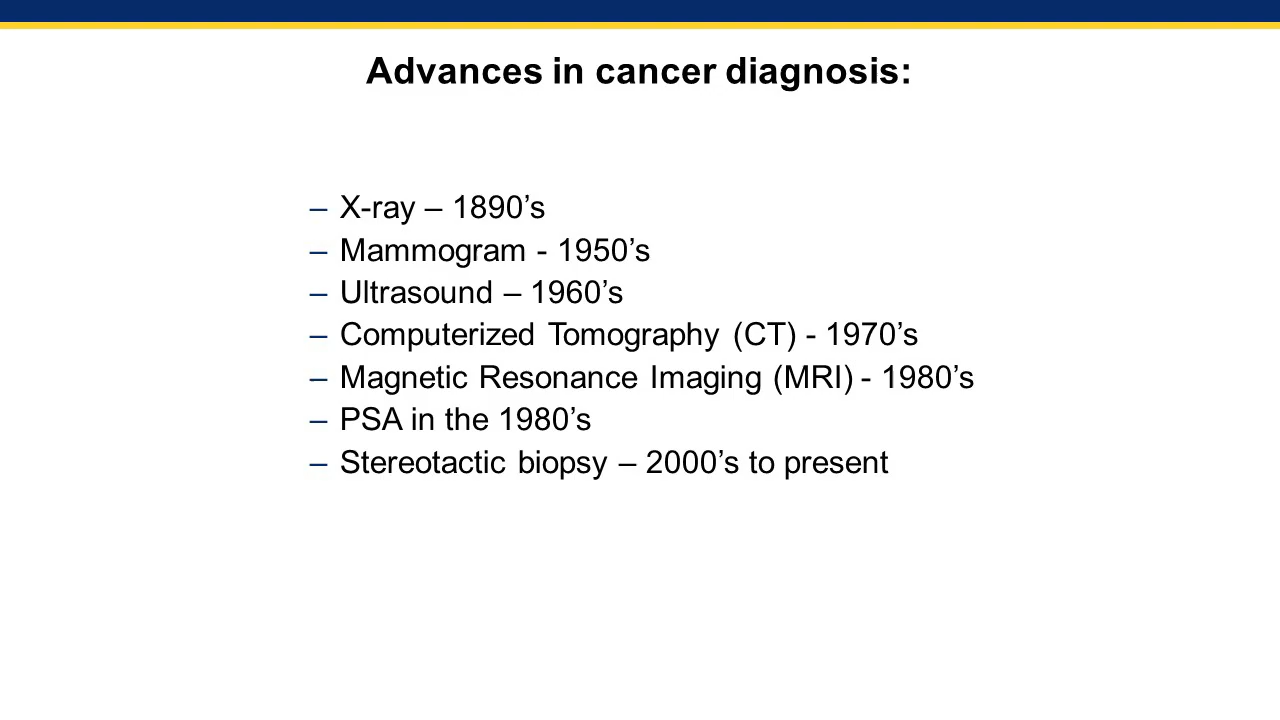 Advances in cancer diagnosis:
– X-ray – 1890’s
– Mammogram - 1950’s
– Ultrasound – 1960’s
– Computerized Tomography (CT) - 1970’s
– Magnetic Resonance Imaging (MRI) - 1980’s
– PSA in the 1980’s
– Stereotactic biopsy – 2000’s to present